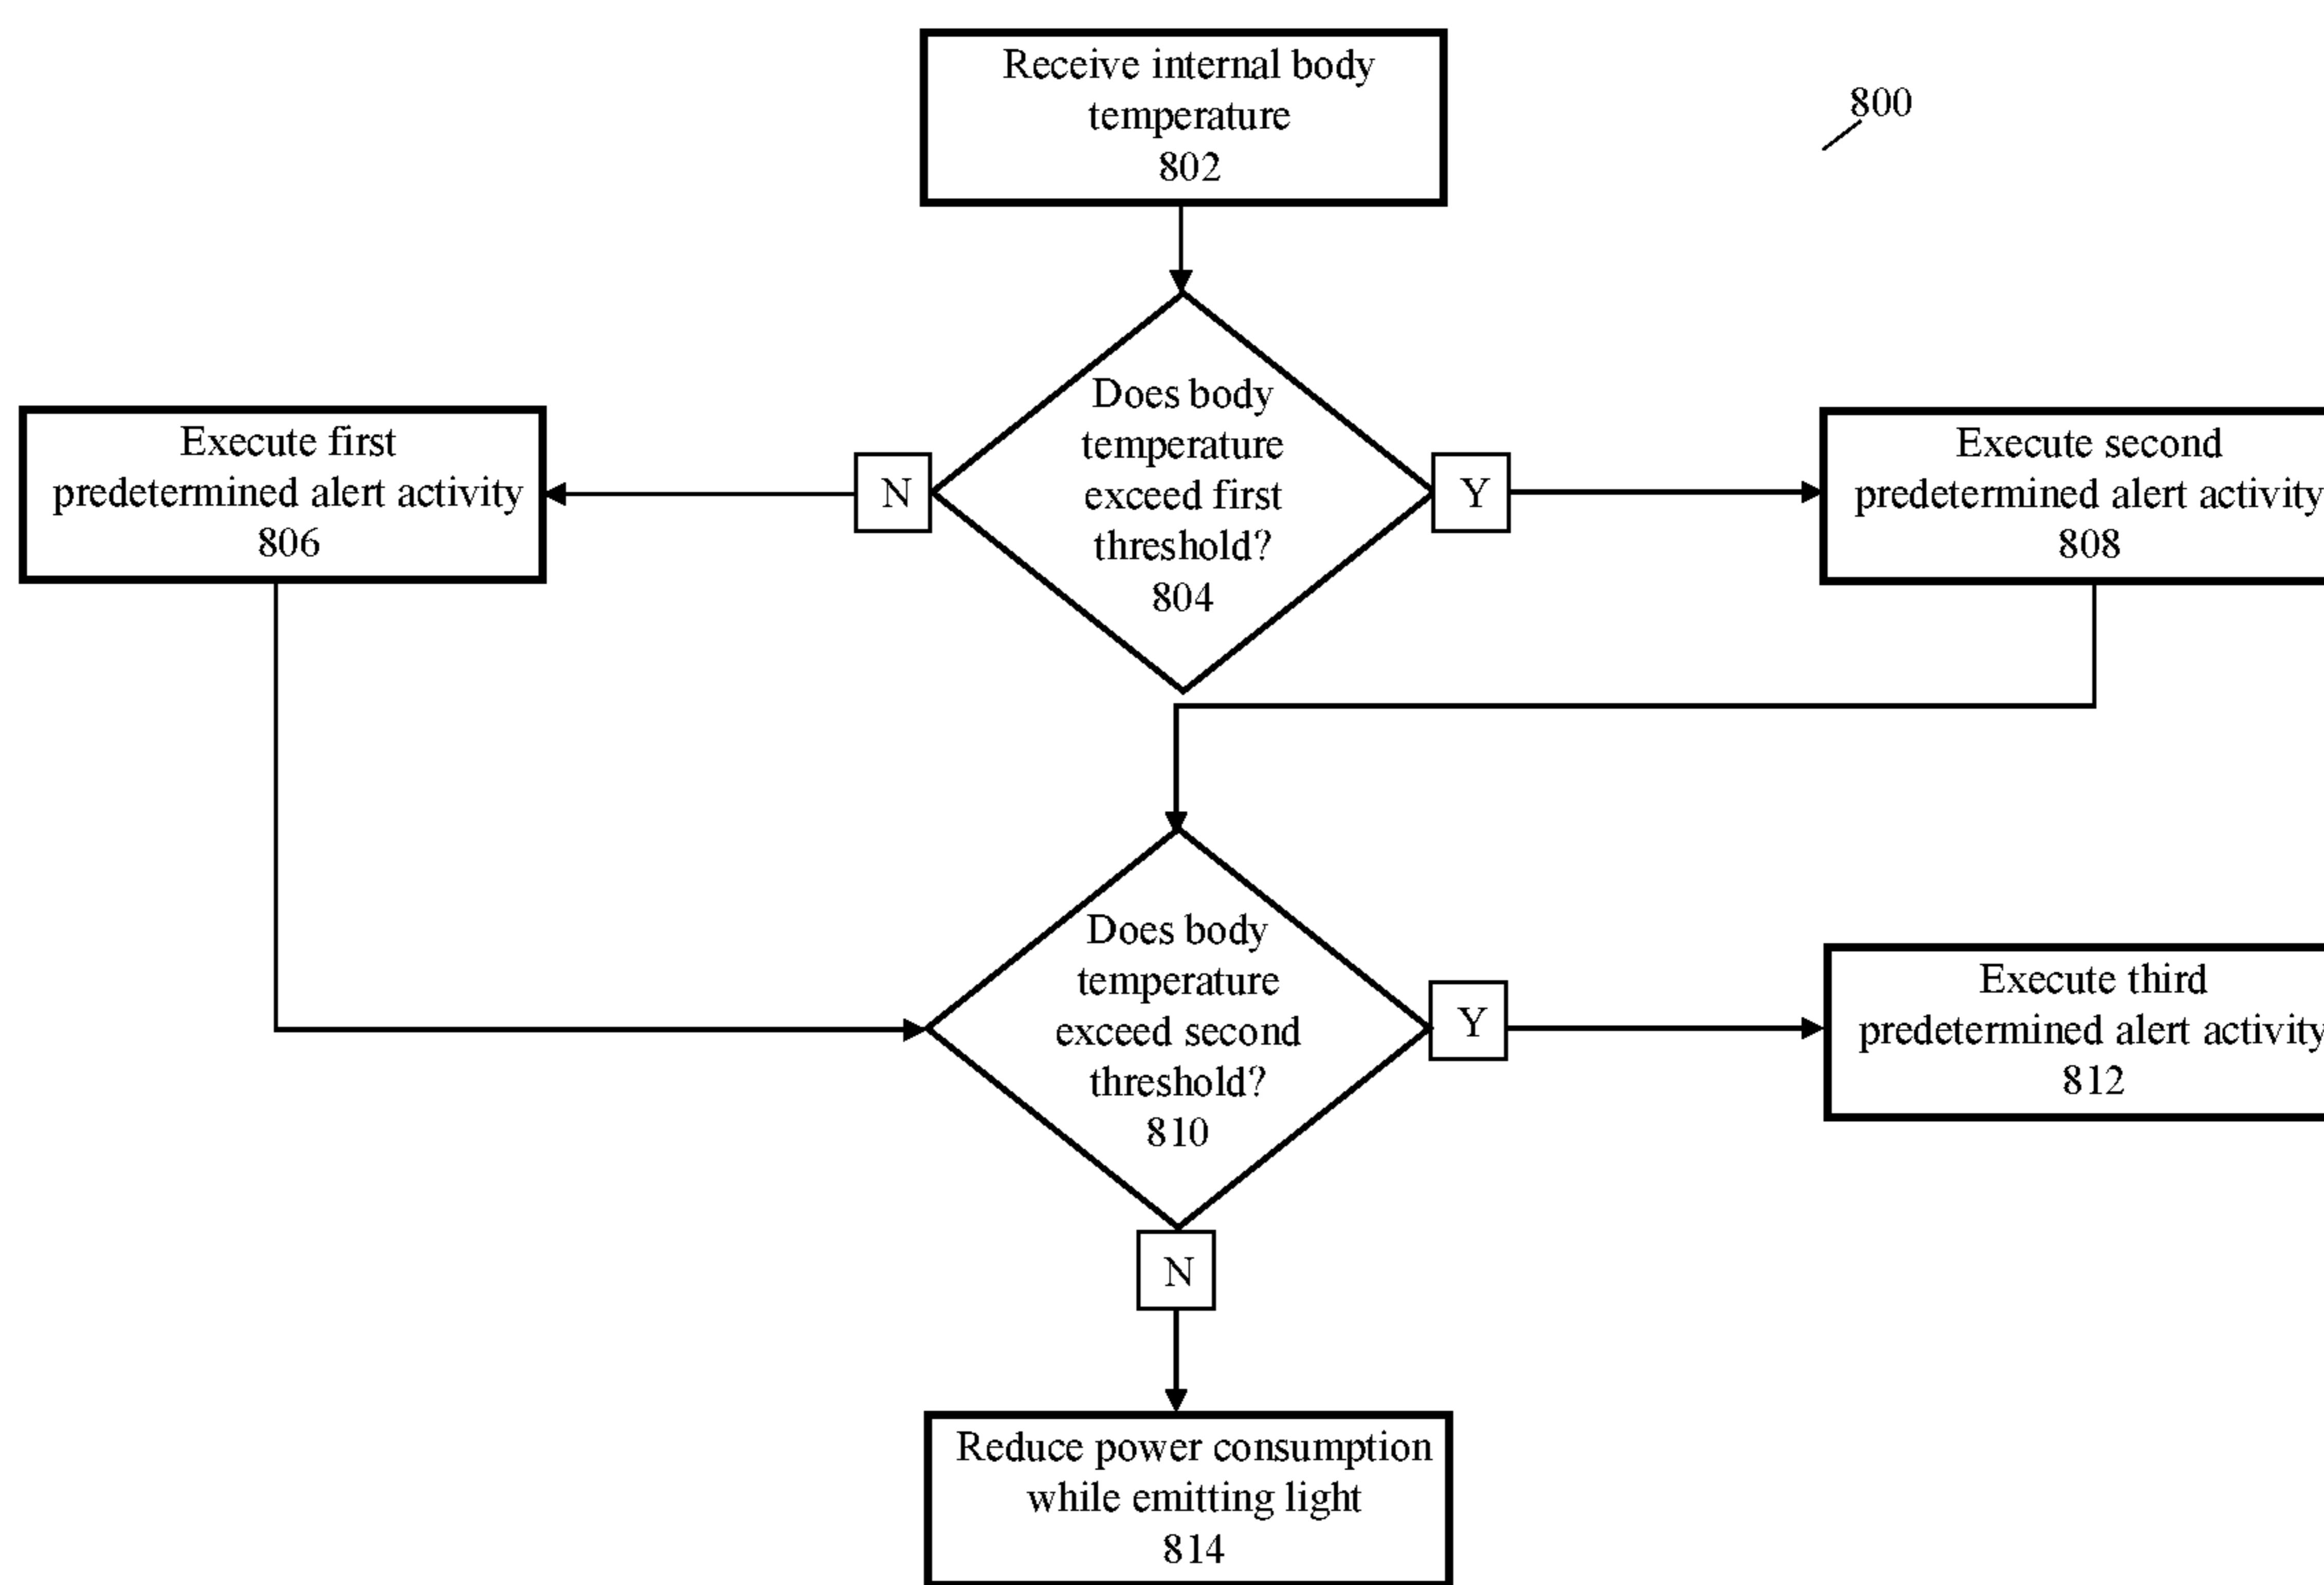 Receive internal body
temperature
802
800
Does body
temperature
exceed first
threshold?
804
N
Y
Execute first
predetermined alert activity
806
Execute second
predetermined alert activity
808
Does body
temperature
exceed second
threshold?
810
Y
Execute third
predetermined alert activity
812
N
Reduce power consumption
while emitting light
814